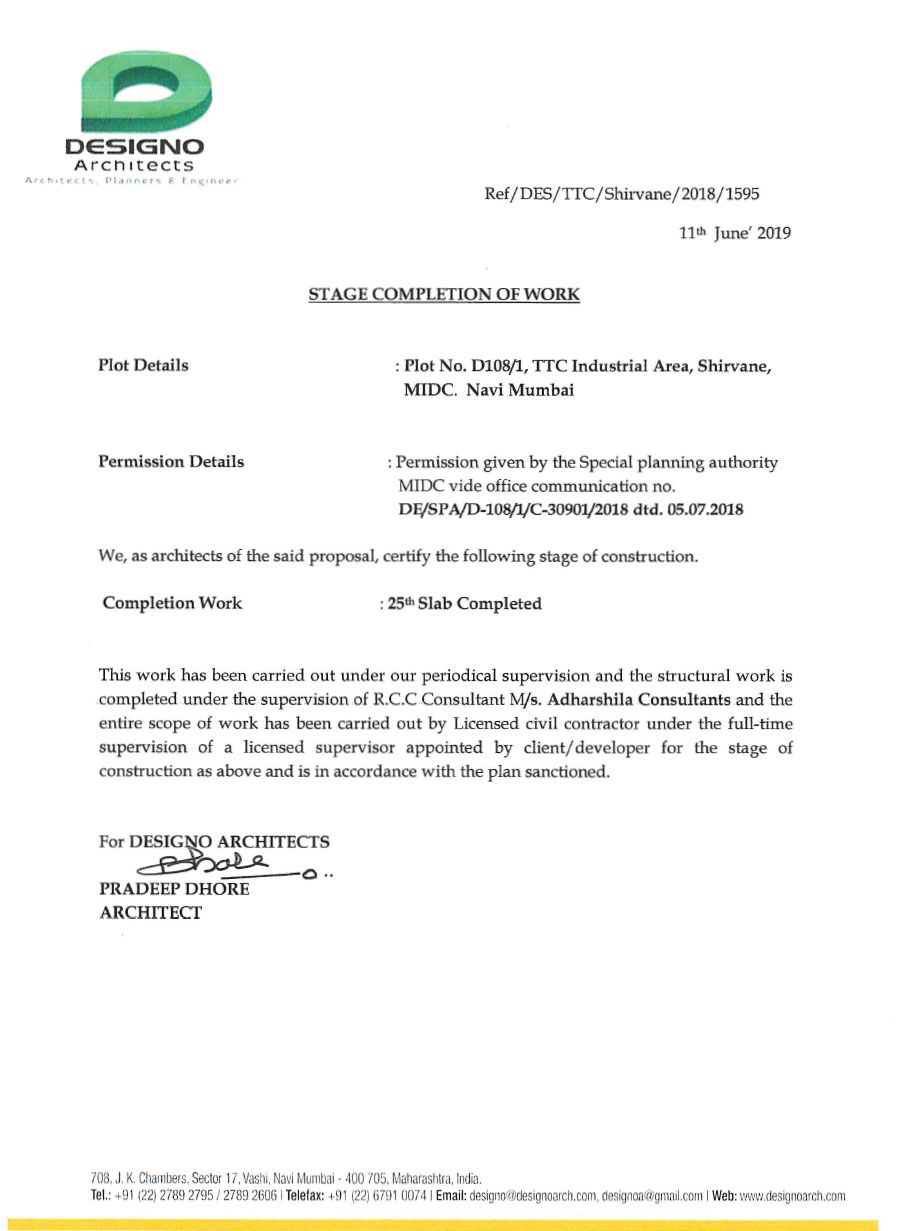 DESIGNO
Architects
Architects, Planners & Engineer
Ref/DES/TTC/Shirvane/2018/1595
11th June' 2019
STAGE COMPLETION OF WORK
Plot Details : Plot No. D108/1, TTC Industrial Area, Shirvane,
MIDC. Navi Mumbai
Permission Details : Permission given by the Special planning authority
MIDC vide office communication no.
DE/SPA/D-108/1/C-30901/2018 dtd. 05.07.2018
We, as architects of the said proposal, certify the following stage of construction.
Completion Work : 25th Slab Completed
This work has been carried out under our periodical supervision and the structural work is
completed under the supervision of R.C.C Consultant M/s. Adharshila Consultants and the
entire scope of work has been carried out by Licensed civil contractor under the full-time
supervision of a licensed supervisor appointed by client/developer for the stage of
construction as above and is in accordance with the plan sanctioned.
For DESIGNO ARCHITECTS
PRADEEP DHORE
ARCHITECT
708, J. K. Chambers, Sector 17, Vashi, Navi Mumbai - 400 705, Maharashtra, India.
Tel.: +91 (22) 2789 2795 / 2789 2606 | Telefax: +91 (22) 6791 0074 | Email: designo@designoarch.com, designoa@gmail.com | Web: www.designoarch.com